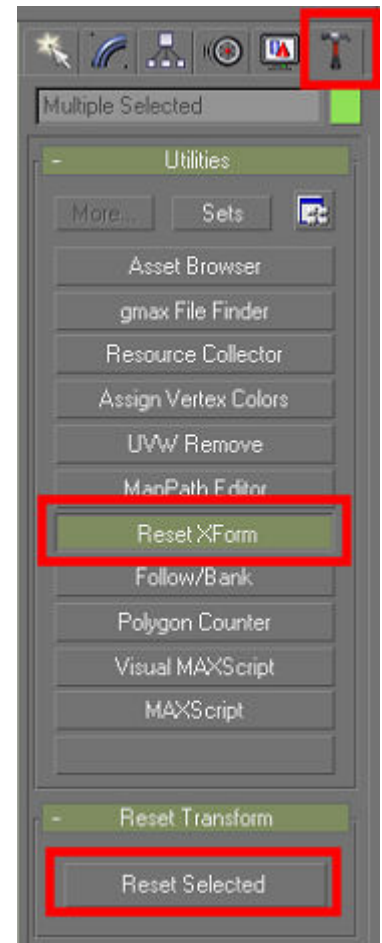 Multiple Selected
- Utilities
More... Sets
Asset Browser
gmax File Finder
Resource Collector
Assign Vertex Colors
UVW Remove
MapPath Editor
Reset XForm
Follow/Bank
Polygon Counter
Visual MAXScript
MAXScript
- Reset Transform
Reset Selected